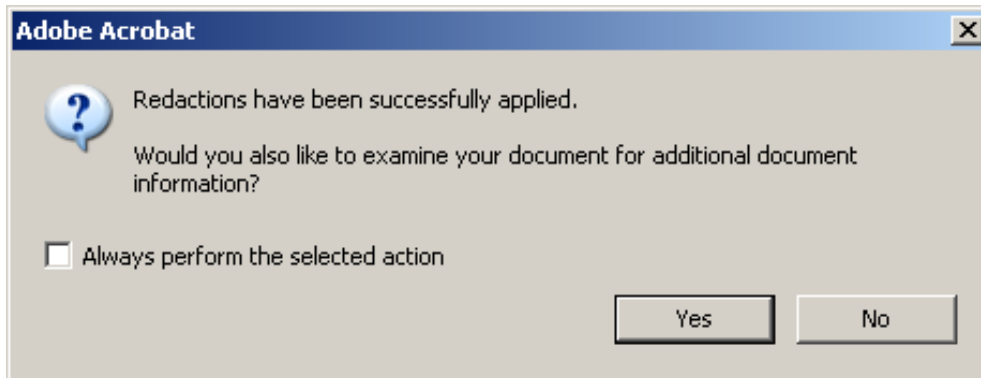 Adobe Acrobat
Redactions have been successfully applied.
Would you also like to examine your document for additional document
information?
Always perform the selected action
Yes
No